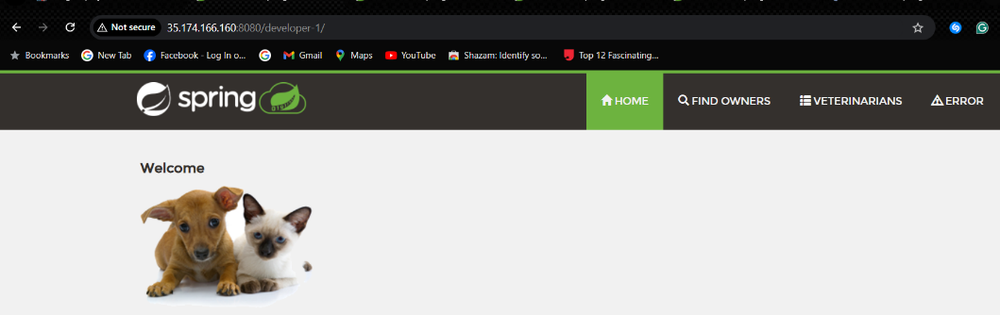 Not secure 35.174.166.160:8080/developer-1/
Bookmarks New Tab Facebook - Log In o... Gmail Maps YouTube Shazam: Identify so... Top 12 Fascinating...
spring HOME FIND OWNERS VETERINARIANS ERROR
Welcome